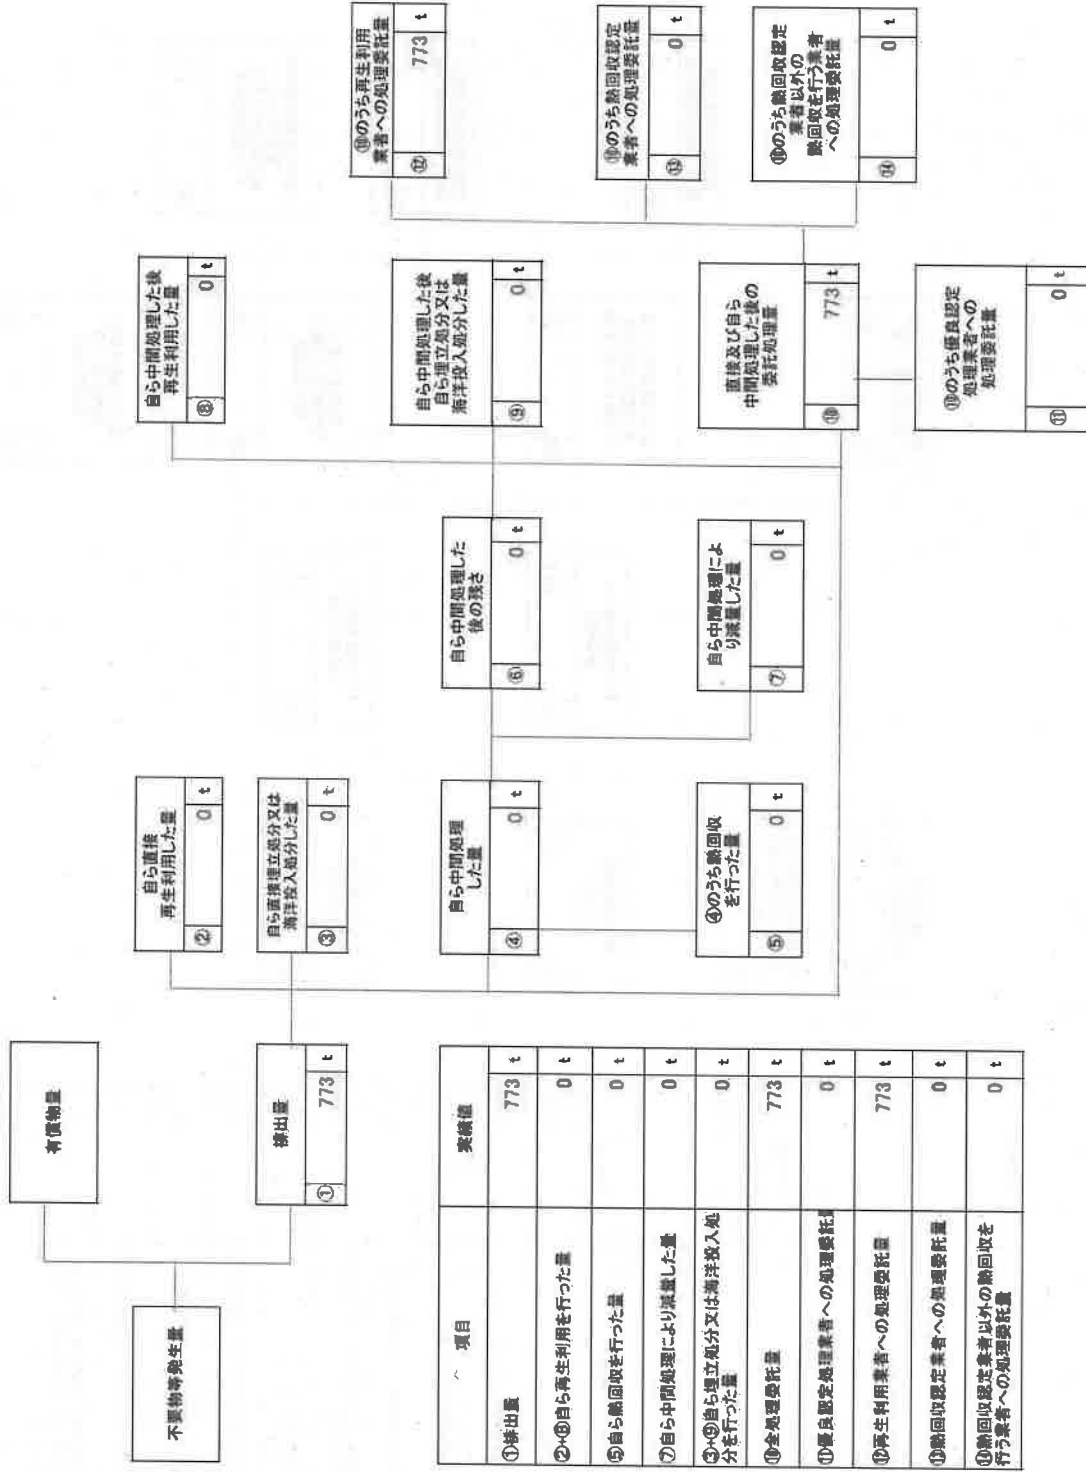 不要物等発生量
有償物量
排出量
① 773 t
自ら直接
再生利用した量
② 0 t
自ら直接埋立処分又は
海洋投入処分した量
③ 0 t
自ら中間処理
した量
④ 0 t
④のうち熱回収
を行った量
⑤ 0 t
自ら中間処理した
後の残さ
⑥ 0 t
自ら中間処理によ
り減量した量
⑦ 0 t
自ら中間処理した後
再生利用した量
⑧ 0 t
自ら中間処理した後
自ら埋立処分又は
海洋投入処分した量
⑨ 0 t
直接及び自ら
中間処理した後の
委託処理量
⑩ 773 t
⑩のうち優良認定
処理業者への
処理委託量
⑪ 0 t
⑩のうち再生利用
業者への処理委託量
⑫ 773 t
⑩のうち熱回収認定
業者への処理委託量
⑬ 0 t
⑩のうち熱回収認定
業者以外の
熱回収を行う業者
への処理委託量
⑭ 0 t
項目 実績値
①排出量 773 t
②+⑧自ら再生利用を行った量 0 t
⑤自ら熱回収を行った量 0 t
⑦自ら中間処理により減量した量 0 t
③+⑨自ら埋立処分又は海洋投入処
分を行った量 0 t
⑩全処理委託量 773 t
⑪優良認定処理業者への処理委託量 0 t
⑫再生利用業者への処理委託量 773 t
⑬熱回収認定業者への処理委託量 0 t
⑭熱回収認定業者以外の熱回収を
行う業者への処理委託量 0 t